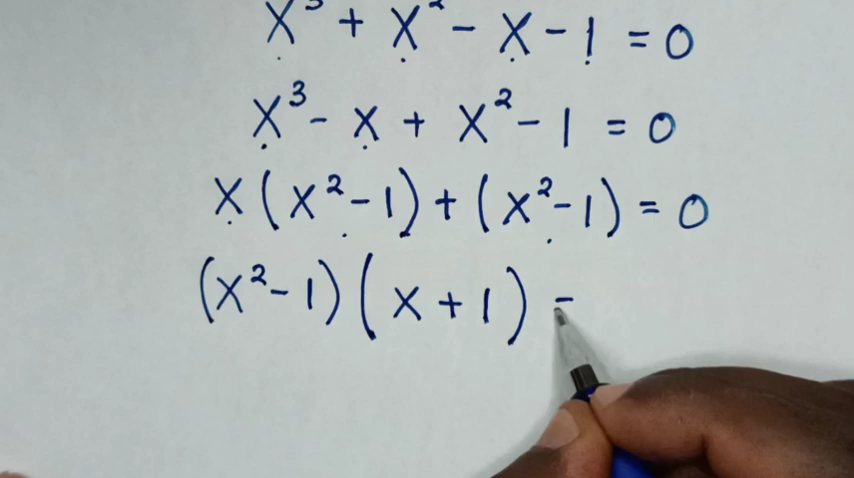 x³ + x² - x - 1 = 0
x³ - x + x² - 1 = 0
x(x² - 1) + (x² - 1) = 0
(x² - 1)(x + 1) =